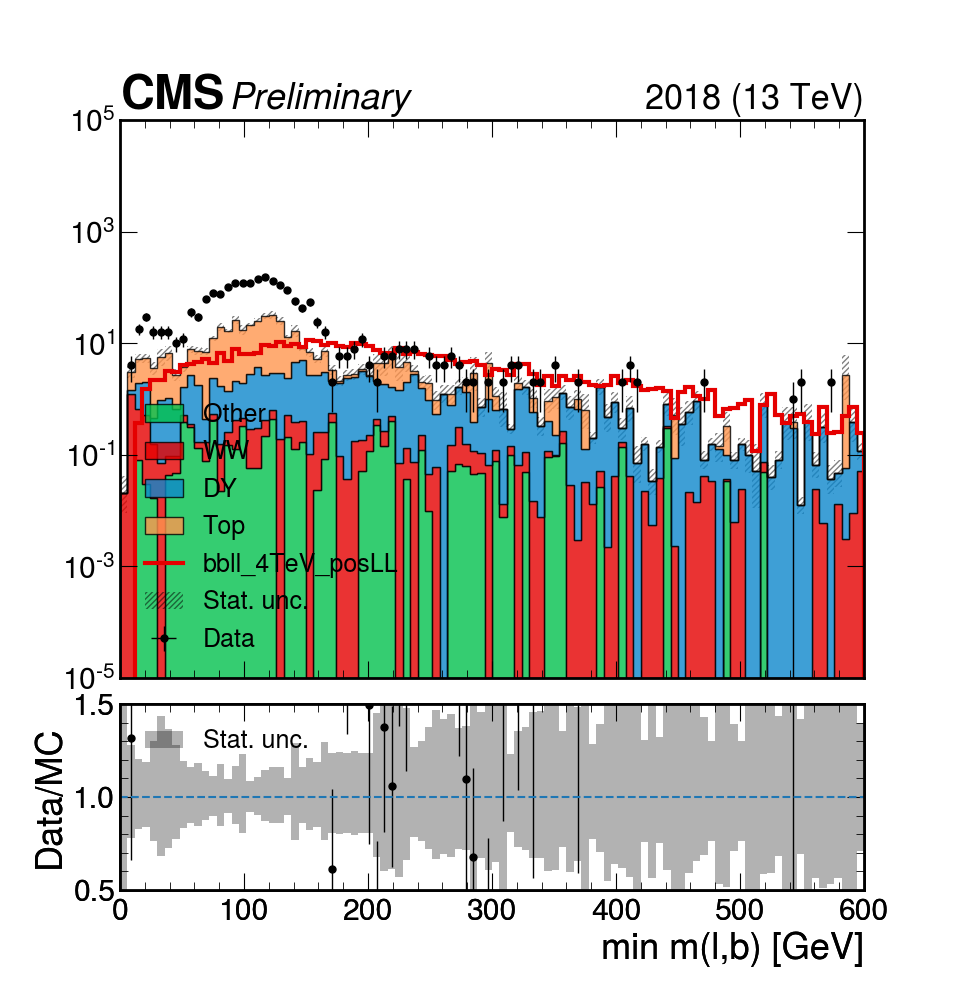 CMS Preliminary 2018 (13 TeV)
10^5
10^3
10^1
10^-1
10^-3
10^-5
Other
WW
DY
Top
bbll_4TeV_posLL
Stat. unc.
Data
1.5
1.0
0.5
Data/MC
Stat. unc.
0 100 200 300 400 500 600
min m(l,b) [GeV]